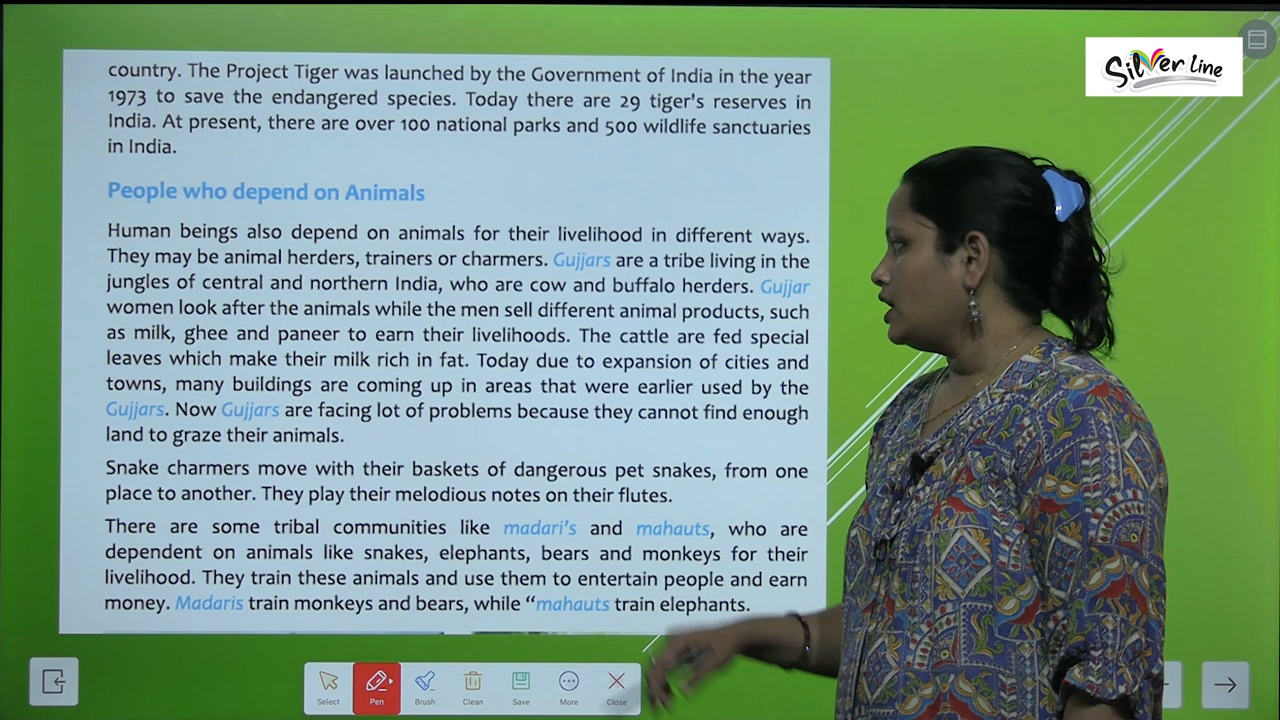 country. The Project Tiger was launched by the Government of India in the year
1973 to save the endangered species. Today there are 29 tiger's reserves in
India. At present, there are over 100 national parks and 500 wildlife sanctuaries
in India.
People who depend on Animals
Human beings also depend on animals for their livelihood in different ways.
They may be animal herders, trainers or charmers. Gujjars are a tribe living in the
jungles of central and northern India, who are cow and buffalo herders. Gujjar
women look after the animals while the men sell different animal products, such
as milk, ghee and paneer to earn their livelihoods. The cattle are fed special
leaves which make their milk rich in fat. Today due to expansion of cities and
towns, many buildings are coming up in areas that were earlier used by the
Gujjars. Now Gujjars are facing lot of problems because they cannot find enough
land to graze their animals.
Snake charmers move with their baskets of dangerous pet snakes, from one
place to another. They play their melodious notes on their flutes.
There are some tribal communities like madari's and mahauts, who are
dependent on animals like snakes, elephants, bears and monkeys for their
livelihood. They train these animals and use them to entertain people and earn
money. Madaris train monkeys and bears, while “mahauts train elephants.
Silver line
Select Pen Brush Clean Save More Close